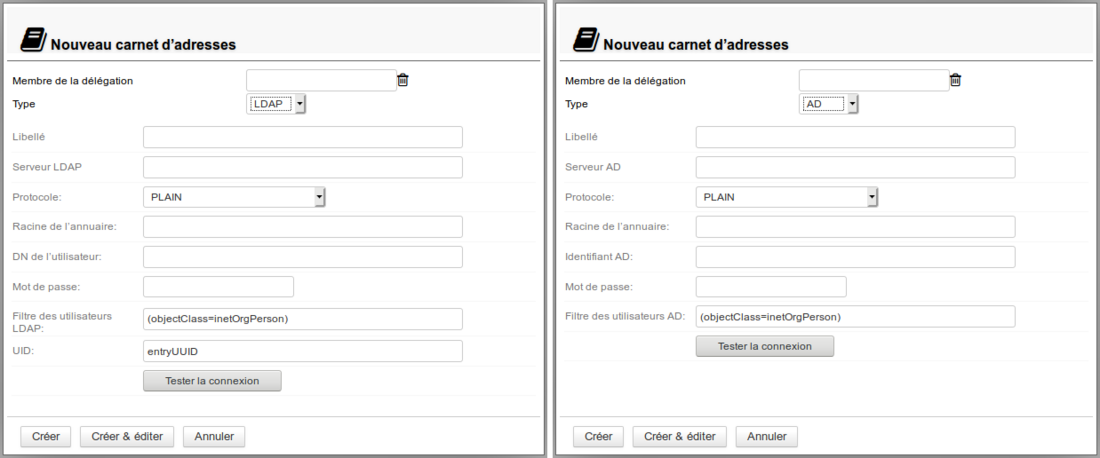 Nouveau carnet d'adresses
Membre de la délégation
Type LDAP
Libellé
Serveur LDAP
Protocole: PLAIN
Racine de l'annuaire:
DN de l'utilisateur:
Mot de passe:
Filtre des utilisateurs
LDAP: (objectClass=inetOrgPerson)
UID: entryUUID
Tester la connexion
Créer Créer & éditer Annuler
Nouveau carnet d'adresses
Membre de la délégation
Type AD
Libellé
Serveur AD
Protocole: PLAIN
Racine de l'annuaire:
Identifiant AD:
Mot de passe:
Filtre des utilisateurs AD: (objectClass=inetOrgPerson)
Tester la connexion
Créer Créer & éditer Annuler